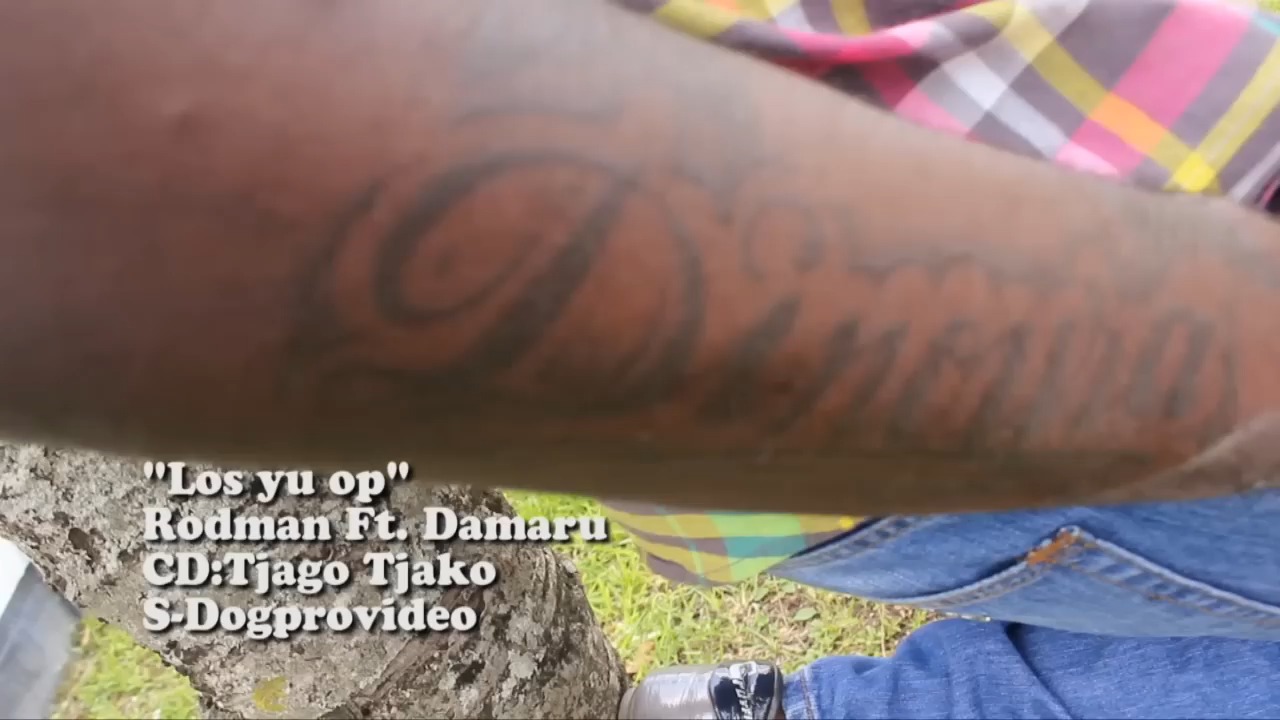 "Los yu op"
Rodman Ft. Damaru
CD:Tjago Tjako
S-Dogprovideo